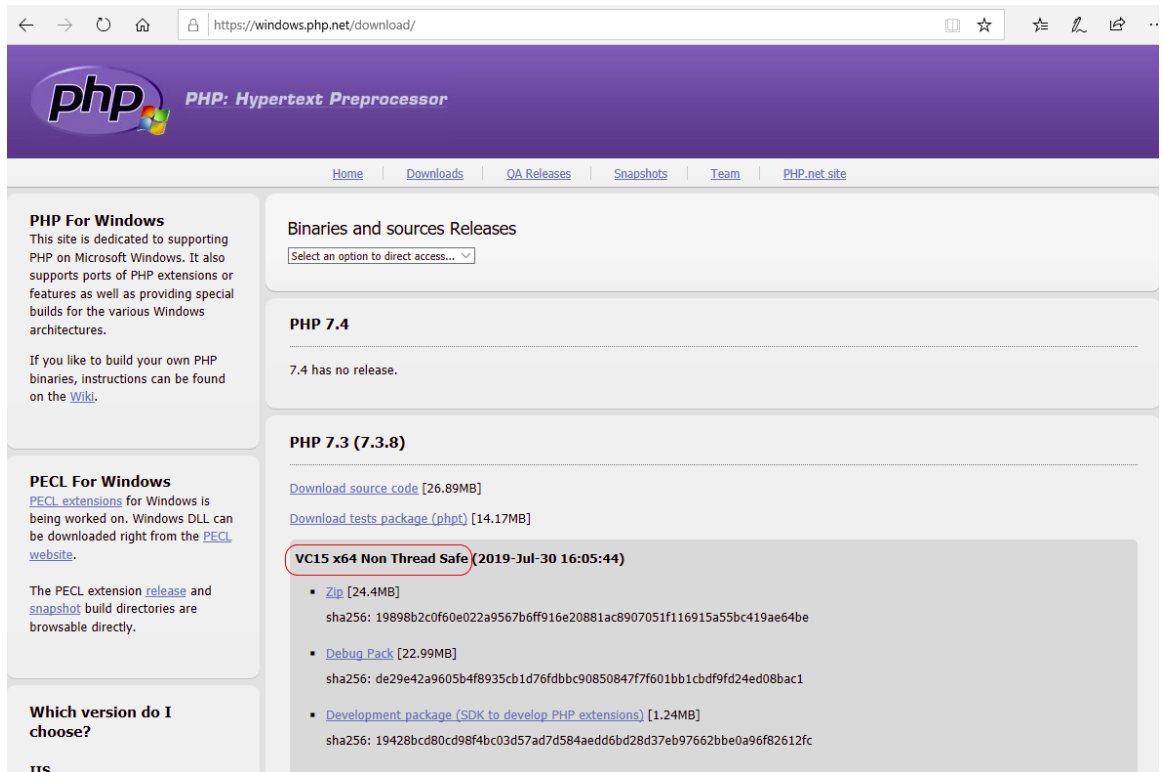 https://windows.php.net/download/
php
PHP: Hypertext Preprocessor
Home
Downloads
QA Releases
Snapshots
Team
PHP.net site
PHP For Windows
This site is dedicated to supporting
PHP on Microsoft Windows. It also
supports ports of PHP extensions or
features as well as providing special
builds for the various Windows
architectures.
If you like to build your own PHP
binaries, instructions can be found
on the Wiki.
PECL For Windows
PECL extensions for Windows is
being worked on. Windows DLL can
be downloaded right from the PECL
website.
The PECL extension release and
snapshot build directories are
browsable directly.
Which version do I
choose?
IIS
Binaries and sources Releases
Select an option to direct access...
PHP 7.4
7.4 has no release.
PHP 7.3 (7.3.8)
Download source code [26.89MB]
Download tests package (phpt) [14.17MB]
VC15 x64 Non Thread Safe (2019-Jul-30 16:05:44)
Zip [24.4MB]
sha256: 19898b2c0f60e022a9567b6ff916e20881ac8907051f116915a55bc419ae64be
Debug Pack [22.99MB]
sha256: de29e42a9605b4f8935cb1d76fdbbc90850847f7f601bb1cbdf9fd24ed08bac1
Development package (SDK to develop PHP extensions) [1.24MB]
sha256: 19428bcd80cd98f4bc03d57ad7d584aedd6bd28d37eb97662bbe0a96f82612fc